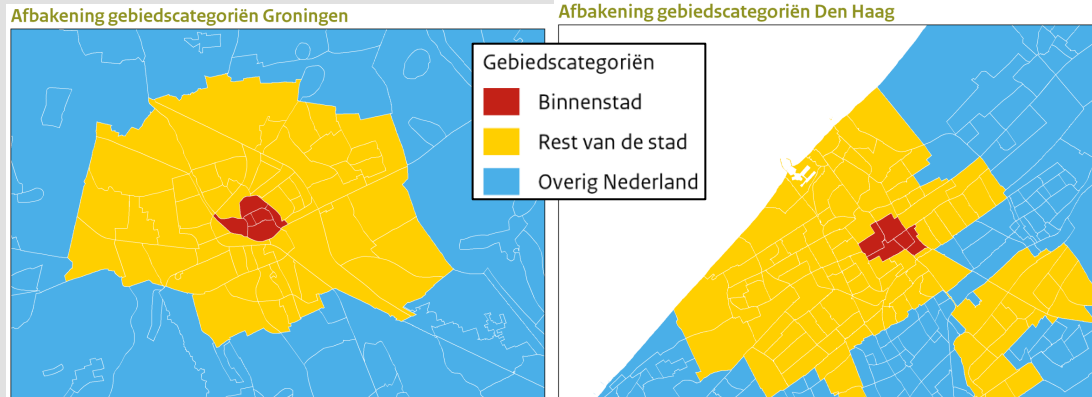 Afbakening gebiedscategoriën Groningen
Afbakening gebiedscategoriën Den Haag
Gebiedscategoriën
Binnenstad
Rest van de stad
Overig Nederland